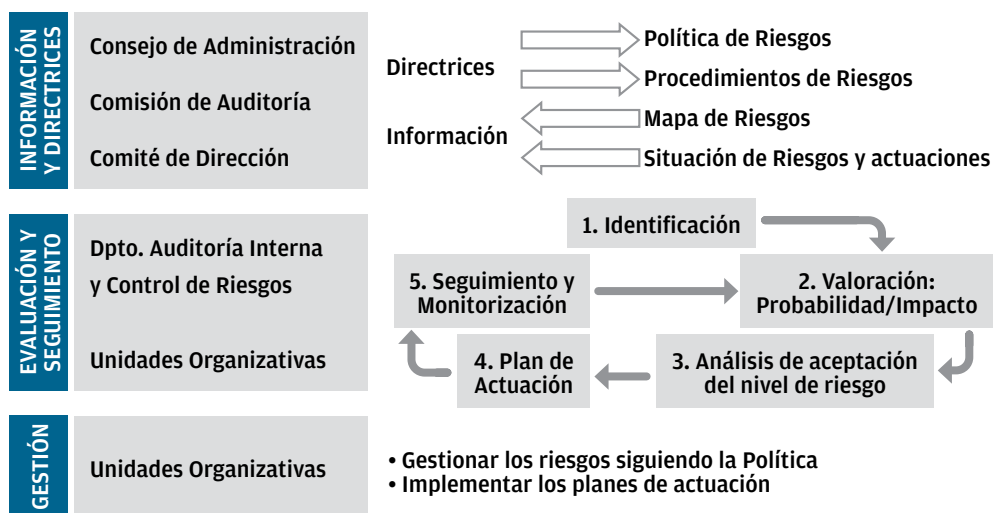 INFORMACIÓN
Y DIRECTRICES
Consejo de Administración
Comisión de Auditoría
Comité de Dirección
Directrices
Información
Política de Riesgos
Procedimientos de Riesgos
Mapa de Riesgos
Situación de Riesgos y actuaciones
EVALUACIÓN Y
SEGUIMIENTO
Dpto. Auditoría Interna
y Control de Riesgos
Unidades Organizativas
1. Identificación
2. Valoración:
Probabilidad/Impacto
3. Análisis de aceptación
del nivel de riesgo
4. Plan de
Actuación
5. Seguimiento y
Monitorización
GESTIÓN
Unidades Organizativas
• Gestionar los riesgos siguiendo la Política
• Implementar los planes de actuación